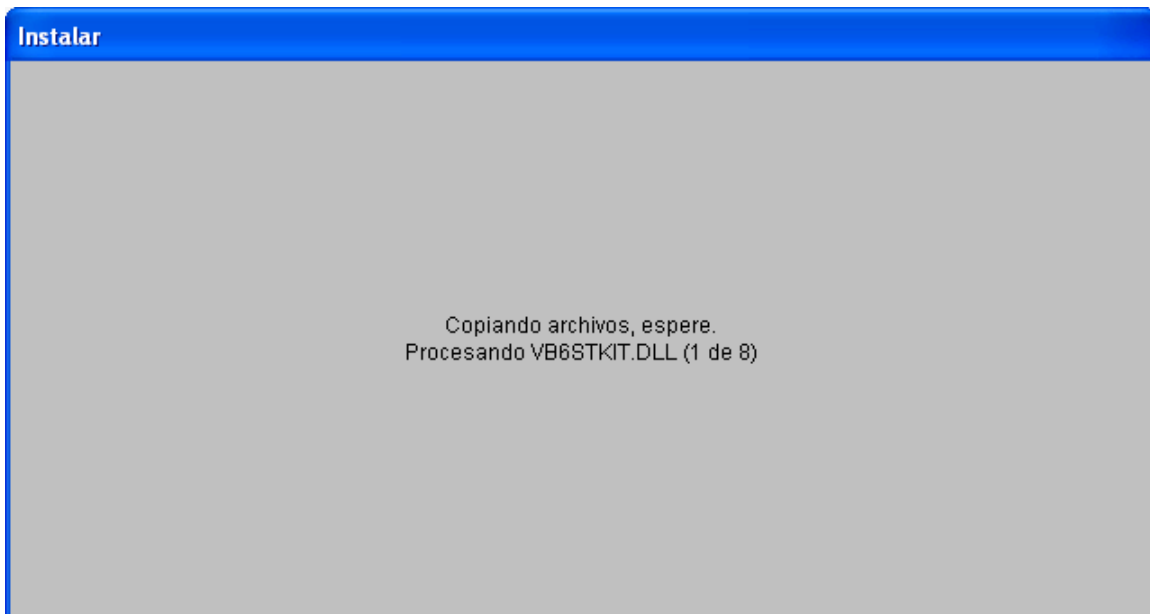 Instalar
Copiando archivos, espere.
Procesando VB6STKIT.DLL (1 de 8)